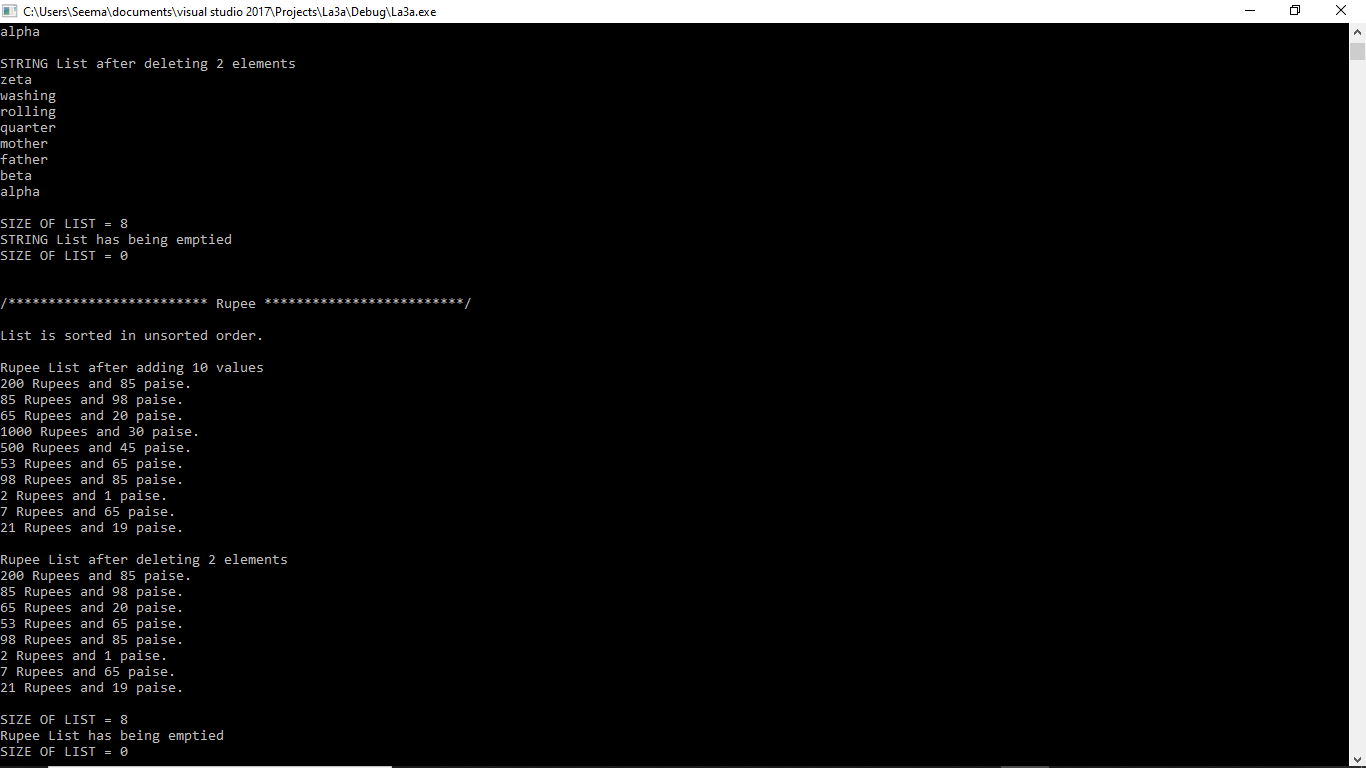 C:\Users\Seema\documents\visual studio 2017\Projects\La3a\Debug\La3a.exe
alpha
STRING List after deleting 2 elements
zeta
washing
rolling
quarter
mother
father
beta
alpha
SIZE OF LIST = 8
STRING List has being emptied
SIZE OF LIST = 0
/************************* Rupee *************************/
List is sorted in unsorted order.
Rupee List after adding 10 values
200 Rupees and 85 paise.
85 Rupees and 98 paise.
65 Rupees and 20 paise.
1000 Rupees and 30 paise.
500 Rupees and 45 paise.
53 Rupees and 65 paise.
98 Rupees and 85 paise.
2 Rupees and 1 paise.
7 Rupees and 65 paise.
21 Rupees and 19 paise.
Rupee List after deleting 2 elements
200 Rupees and 85 paise.
85 Rupees and 98 paise.
65 Rupees and 20 paise.
53 Rupees and 65 paise.
98 Rupees and 85 paise.
2 Rupees and 1 paise.
7 Rupees and 65 paise.
21 Rupees and 19 paise.
SIZE OF LIST = 8
Rupee List has being emptied
SIZE OF LIST = 0